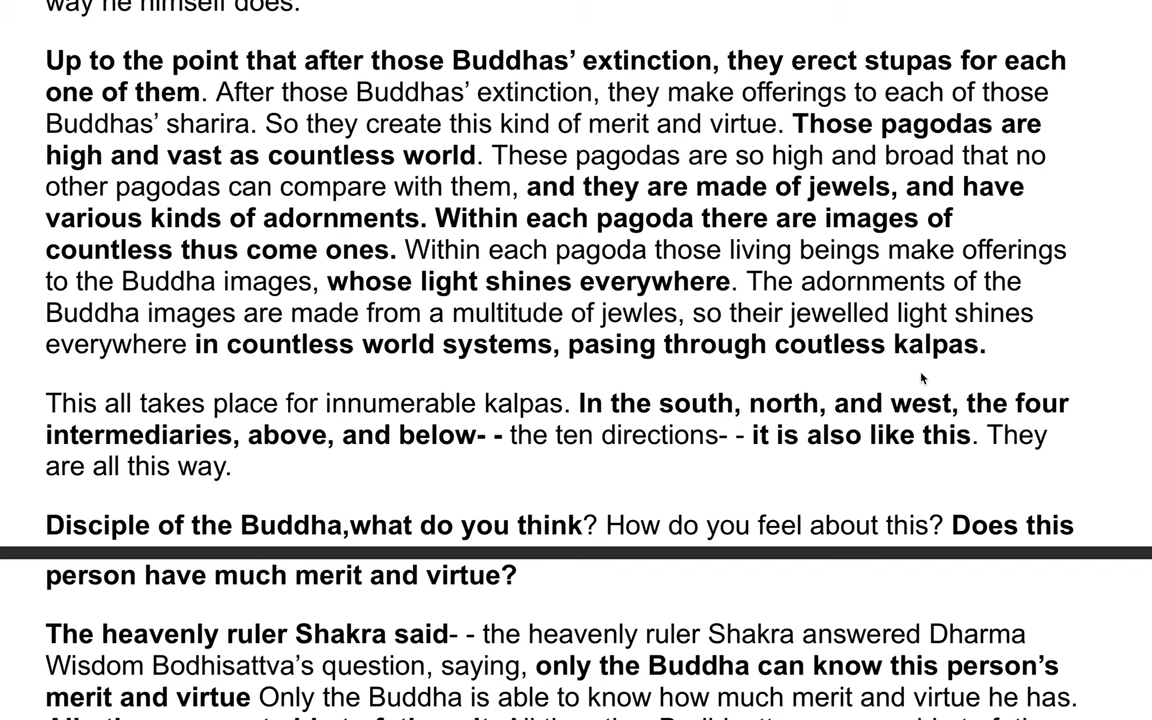 way he himself does.
Up to the point that after those Buddhas’ extinction, they erect stupas for each
one of them. After those Buddhas’ extinction, they make offerings to each of those
Buddhas’ sharira. So they create this kind of merit and virtue. Those pagodas are
high and vast as countless world. These pagodas are so high and broad that no
other pagodas can compare with them, and they are made of jewels, and have
various kinds of adornments. Within each pagoda there are images of
countless thus come ones. Within each pagoda those living beings make offerings
to the Buddha images, whose light shines everywhere. The adornments of the
Buddha images are made from a multitude of jewles, so their jewelled light shines
everywhere in countless world systems, pasing through coutless kalpas.
This all takes place for innumerable kalpas. In the south, north, and west, the four
intermediaries, above, and below- - the ten directions- - it is also like this. They
are all this way.
Disciple of the Buddha,what do you think? How do you feel about this? Does this
person have much merit and virtue?
The heavenly ruler Shakra said- - the heavenly ruler Shakra answered Dharma
Wisdom Bodhisattva’s question, saying, only the Buddha can know this person’s
merit and virtue Only the Buddha is able to know how much merit and virtue he has.